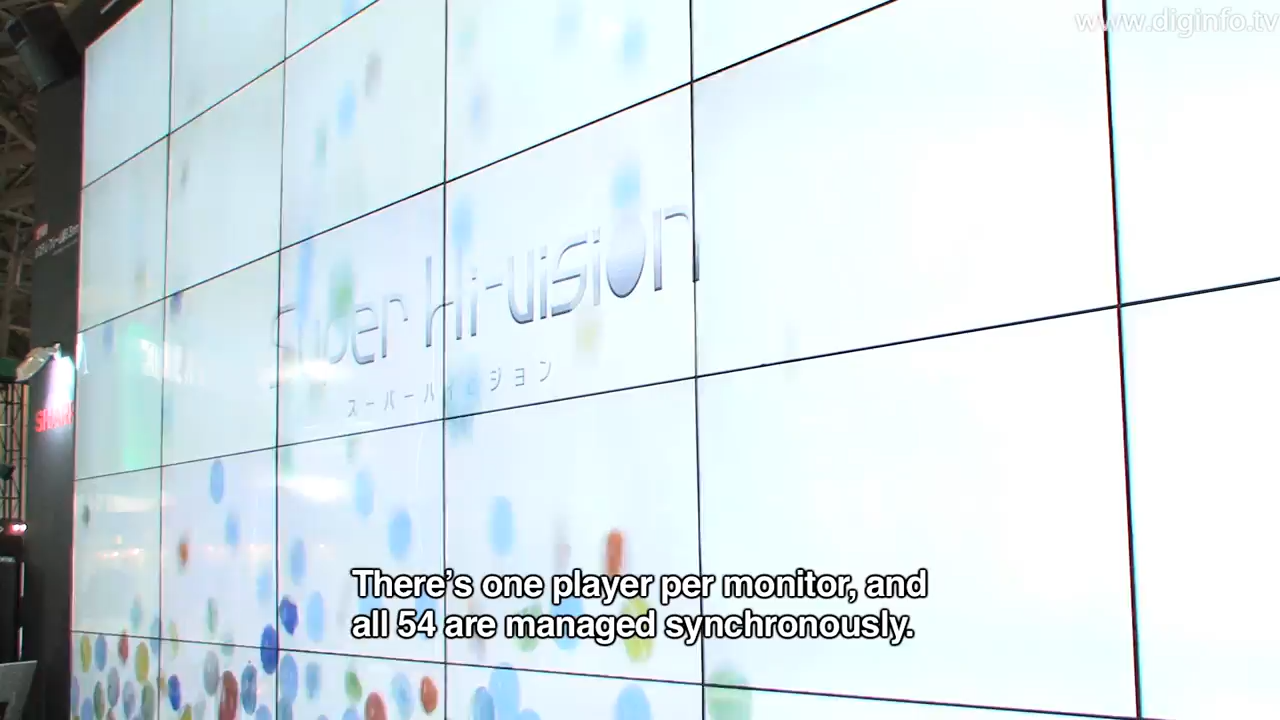 www.diginfo.tv
Super Hi-vision
スーパーハイビジョン
SHARP
There's one player per monitor, and
all 54 are managed synchronously.